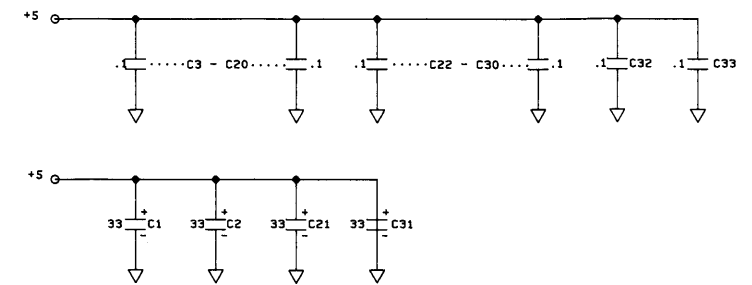 +5
.1 ·····C3 - C20····· .1 .1 ·····C22 - C30···· .1 .1 C32 .1 C33
+5
33 + - C1 33 + - C2 33 + - C21 33 + - C31